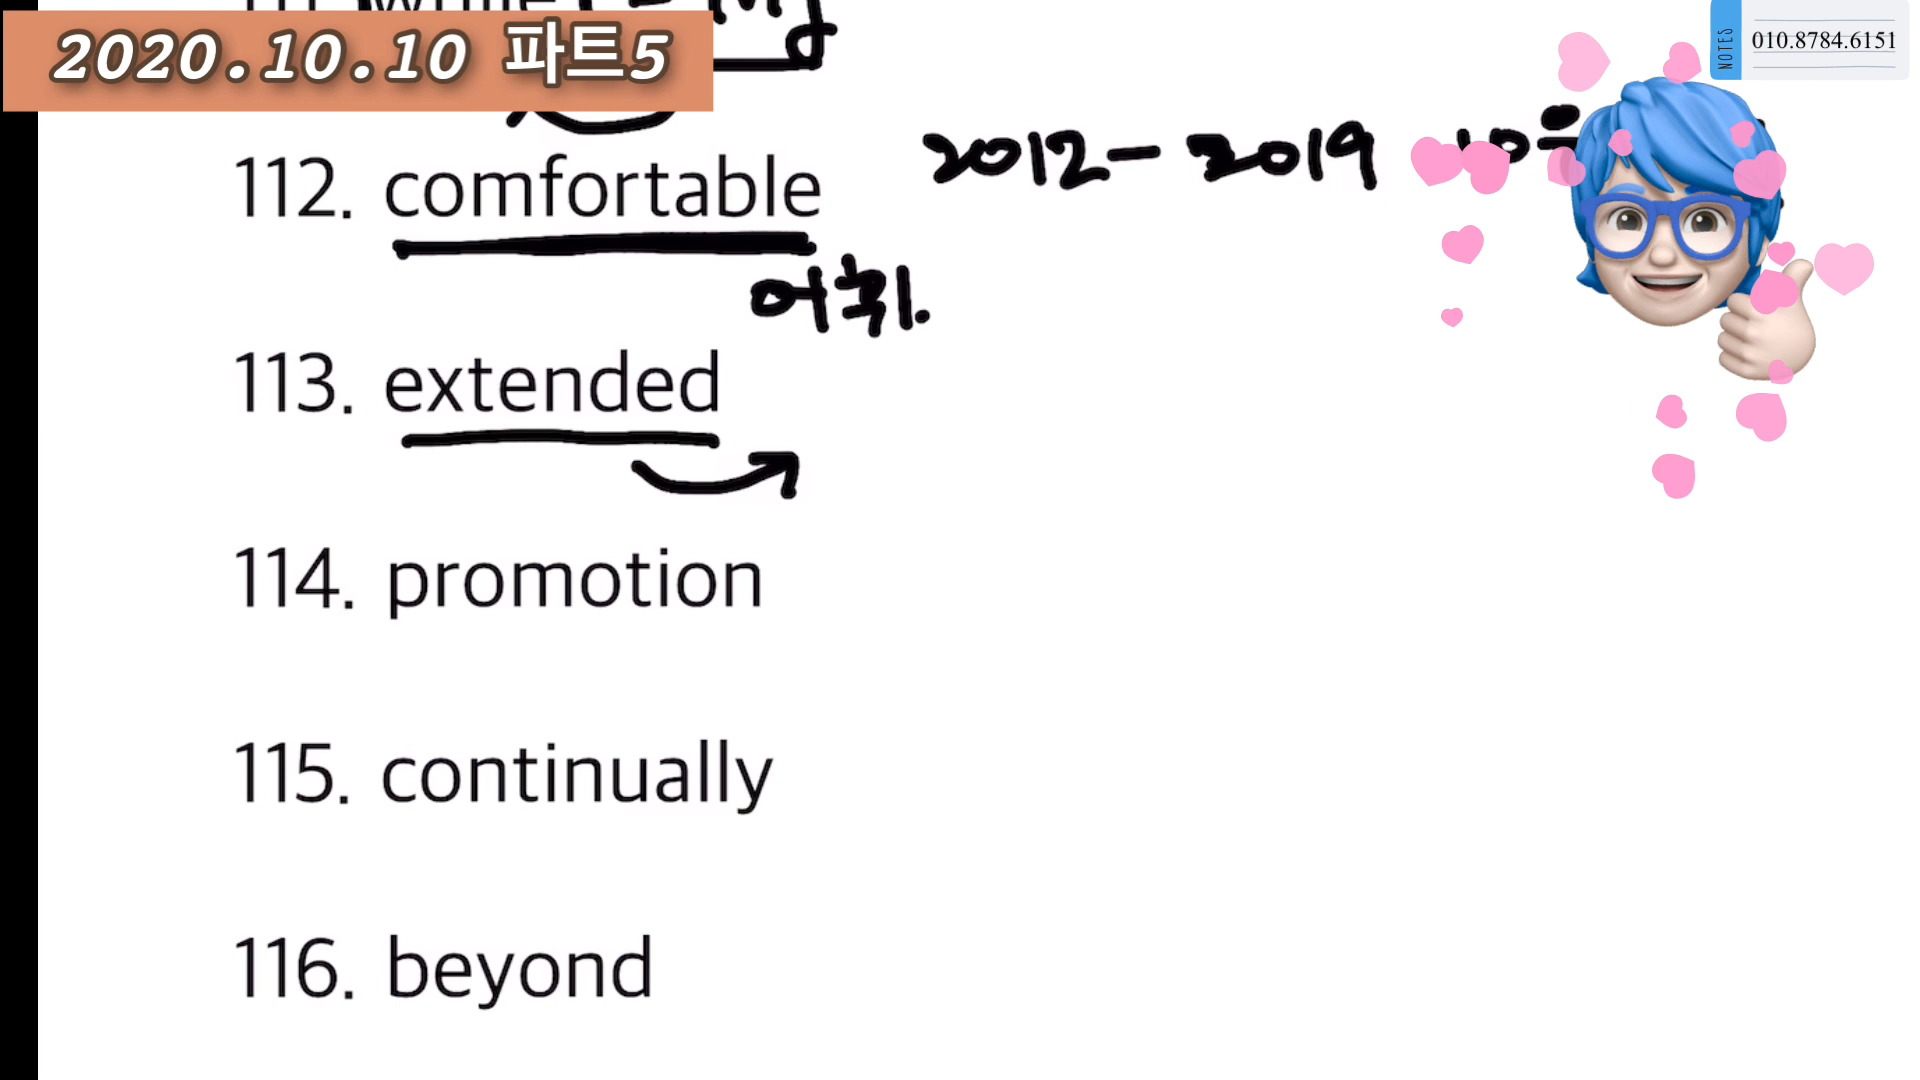 2020.10.10 파트5
NOTES
010.8784.6151
2012-2019
112. comfortable
어휘.
113. extended
114. promotion
115. continually
116. beyond